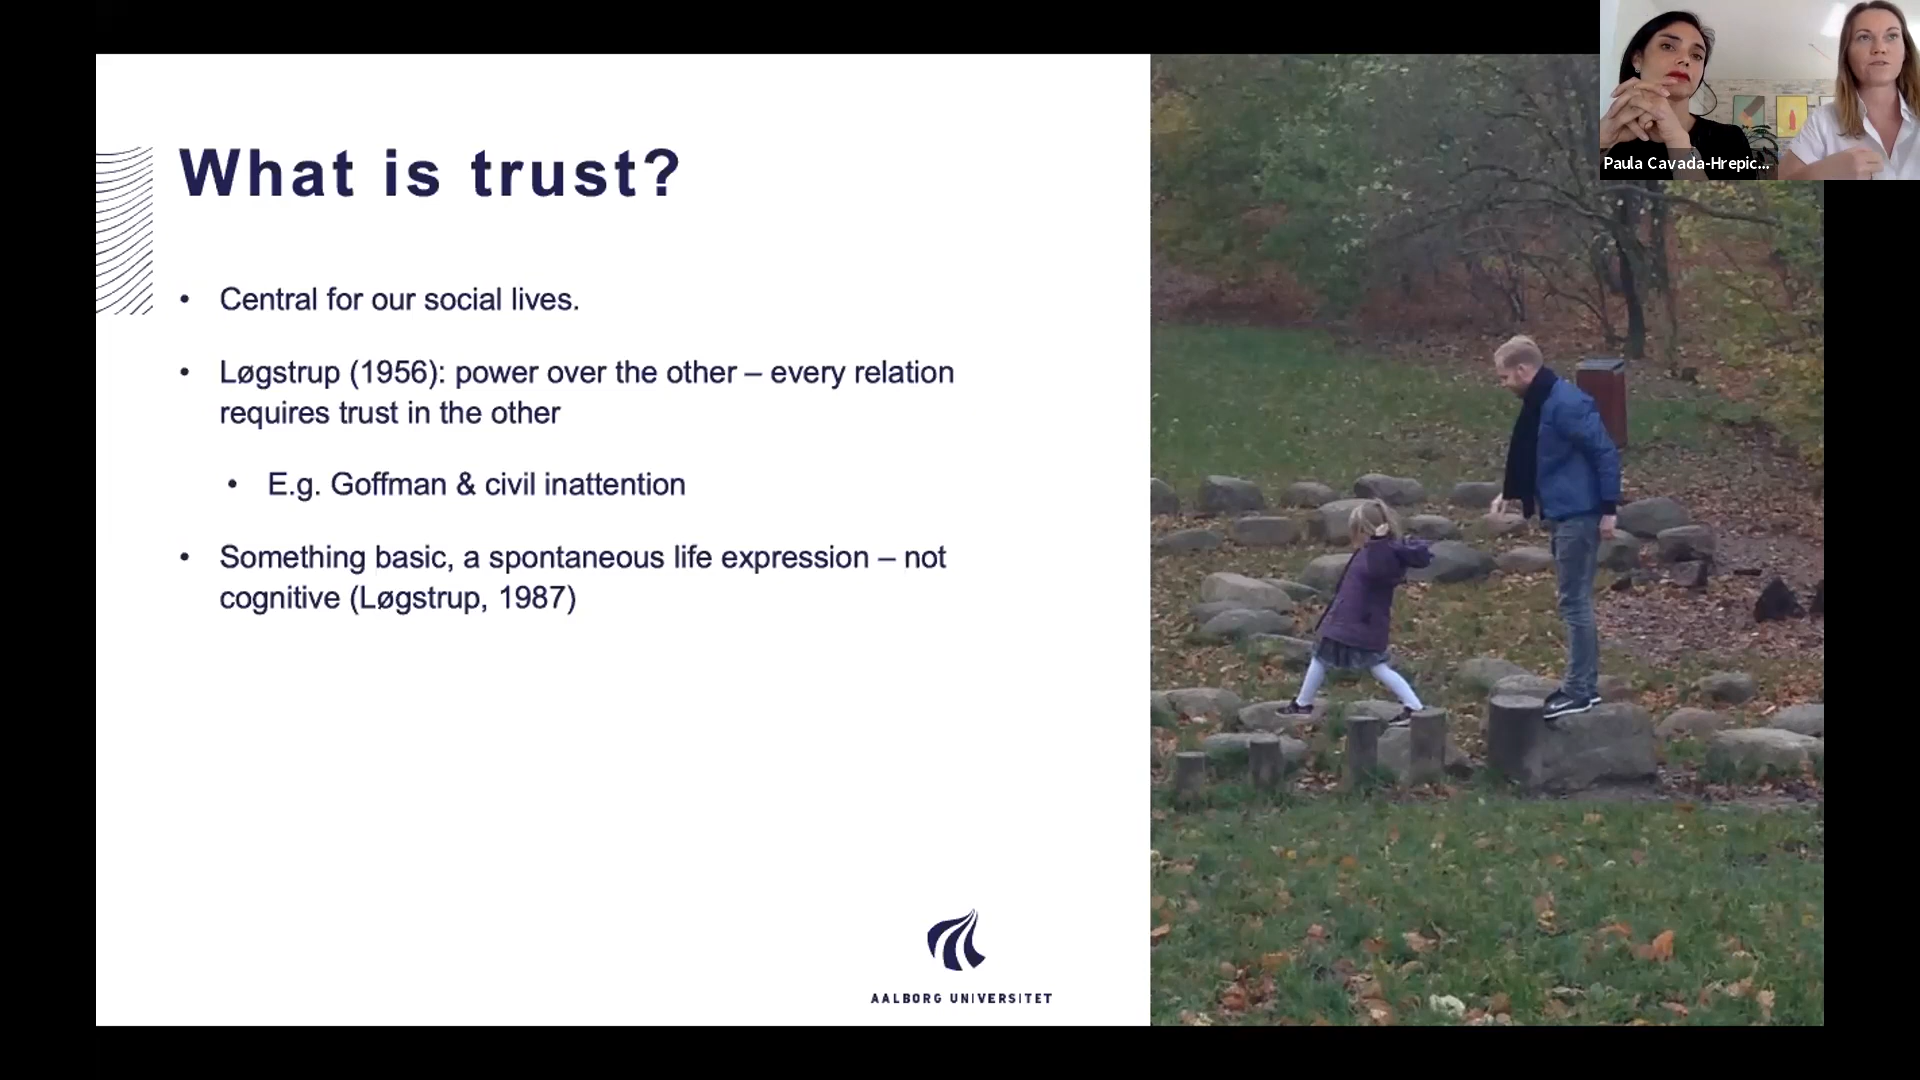 Paula Cavada-Hrepic...
What is trust?
• Central for our social lives.
• Løgstrup (1956): power over the other – every relation
requires trust in the other
• E.g. Goffman & civil inattention
• Something basic, a spontaneous life expression – not
cognitive (Løgstrup, 1987)
AALBORG UNIVERSITET